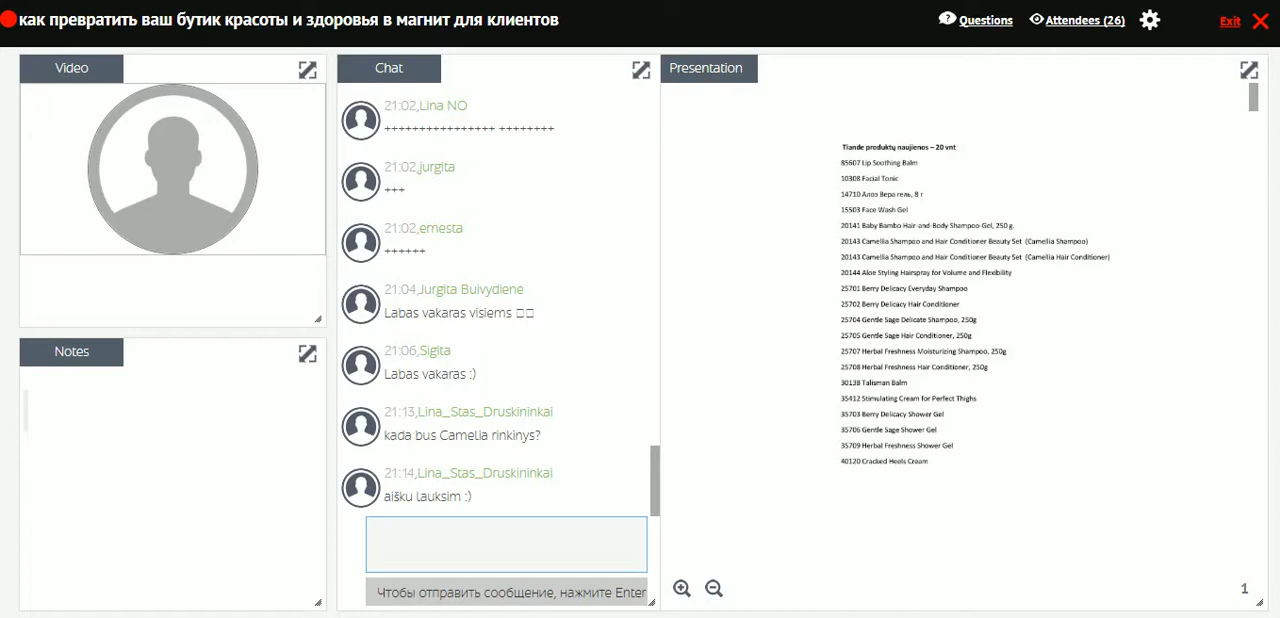 как превратить ваш бутик красоты и здоровья в магнит для клиентов
Questions
Attendees (26)
Exit
Video
Notes
Chat
21:02,Lina NO
++++++++++++++++ ++++++++
21:02,jurgita
+++
21:02,emesta
++++++
21:04,Jurgita Buivydiene
Labas vakaras visiems
21:06,Sigita
Labas vakaras :)
21:13,Lina_Stas_Druskininkai
kada bus Camelia rinkinys?
21:14,Lina_Stas_Druskininkai
aišku lauksim :)
Чтобы отправить сообщение, нажмите Enter
Presentation
Tiande produktų naujienos – 20 vnt
85607 Lip Soothing Balm
10308 Facial Tonic
14710 Алоэ Вера гель, 8 г
15503 Face Wash Gel
20141 Baby Bambo Hair-and-Body Shampoo-Gel, 250 g.
20143 Camellia Shampoo and Hair Conditioner Beauty Set (Camellia Shampoo)
20143 Camellia Shampoo and Hair Conditioner Beauty Set (Camellia Hair Conditioner)
20144 Aloe Styling Hairspray for Volume and Flexibility
25701 Berry Delicacy Everyday Shampoo
25702 Berry Delicacy Hair Conditioner
25704 Gentle Sage Delicate Shampoo, 250g
25705 Gentle Sage Hair Conditioner, 250g
25707 Herbal Freshness Moisturizing Shampoo, 250g
25708 Herbal Freshness Hair Conditioner, 250g
30138 Talisman Balm
35412 Stimulating Cream for Perfect Thighs
35703 Berry Delicacy Shower Gel
35706 Gentle Sage Shower Gel
35709 Herbal Freshness Shower Gel
40120 Cracked Heels Cream
1